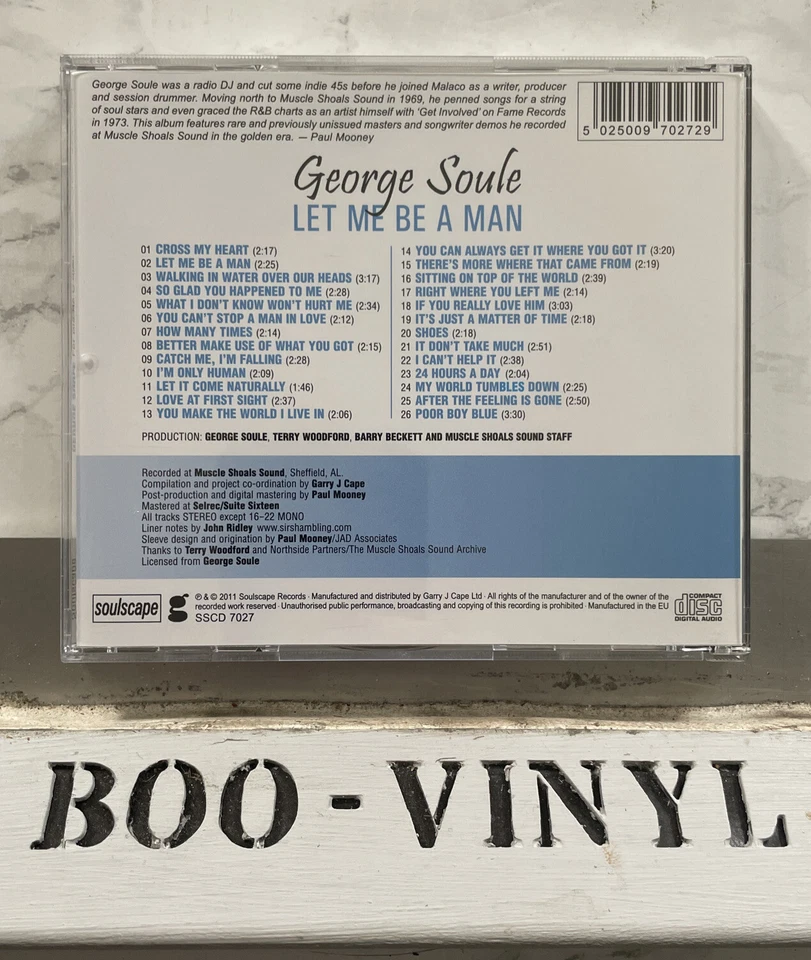 George Soule was a radio DJ and cut some indie 45s before he joined Malaco as a writer, producer
and session drummer. Moving north to Muscle Shoals Sound in 1969, he penned songs for a string
of soul stars and even graced the R&B charts as an artist himself with 'Get Involved' on Fame Records
in 1973. This album features rare and previously unissued masters and songwriter demos he recorded
at Muscle Shoals Sound in the golden era. — Paul Mooney
5 025009 702729
George Soule
LET ME BE A MAN
01 CROSS MY HEART (2:17)
02 LET ME BE A MAN (2:25)
03 WALKING IN WATER OVER OUR HEADS (3:17)
04 SO GLAD YOU HAPPENED TO ME (2:28)
05 WHAT I DON'T KNOW WON'T HURT ME (2:34)
06 YOU CAN'T STOP A MAN IN LOVE (2:12)
07 HOW MANY TIMES (2:14)
08 BETTER MAKE USE OF WHAT YOU GOT (2:15)
09 CATCH ME, I'M FALLING (2:28)
10 I'M ONLY HUMAN (2:09)
11 LET IT COME NATURALLY (1:46)
12 LOVE AT FIRST SIGHT (2:37)
13 YOU MAKE THE WORLD I LIVE IN (2:06)
14 YOU CAN ALWAYS GET IT WHERE YOU GOT IT (3:20)
15 THERE'S MORE WHERE THAT CAME FROM (2:19)
16 SITTING ON TOP OF THE WORLD (2:39)
17 RIGHT WHERE YOU LEFT ME (2:14)
18 IF YOU REALLY LOVE HIM (3:03)
19 IT'S JUST A MATTER OF TIME (2:18)
20 SHOES (2:18)
21 IT DON'T TAKE MUCH (2:51)
22 I CAN'T HELP IT (2:38)
23 24 HOURS A DAY (2:04)
24 MY WORLD TUMBLES DOWN (2:25)
25 AFTER THE FEELING IS GONE (2:50)
26 POOR BOY BLUE (3:30)
PRODUCTION: GEORGE SOULE, TERRY WOODFORD, BARRY BECKETT AND MUSCLE SHOALS SOUND STAFF
Recorded at Muscle Shoals Sound, Sheffield, AL.
Compilation and project co-ordination by Garry J Cape
Post-production and digital mastering by Paul Mooney
Mastered at Selrec/Suite Sixteen
All tracks STEREO except 16–22 MONO
Liner notes by John Ridley www.sirshambling.com
Sleeve design and origination by Paul Mooney/JAD Associates
Thanks to Terry Woodford and Northside Partners/The Muscle Shoals Sound Archive
Licensed from George Soule
soulscape
g
℗ & © 2011 Soulscape Records · Manufactured and distributed by Garry J Cape Ltd · All rights of the manufacturer and of the owner of the
recorded work reserved · Unauthorised public performance, broadcasting and copying of this recording is prohibited · Manufactured in the EU
SSCD 7027
COMPACT
disc
DIGITAL AUDIO
BOO-VINYL